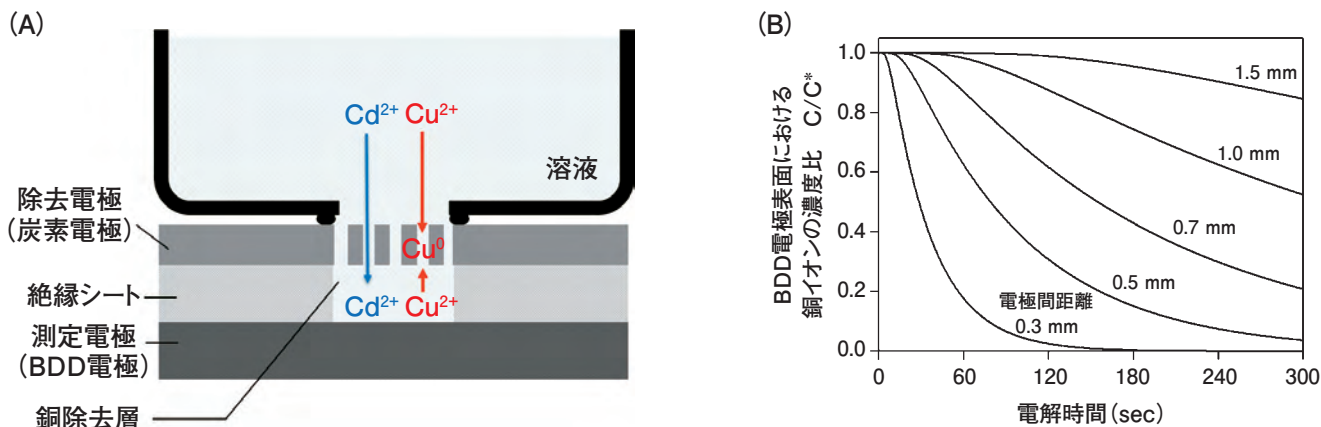 (A)
Cd²⁺ Cu²⁺
溶液
除去電極
(炭素電極)
Cu⁰
絶縁シート
Cd²⁺ Cu²⁺
測定電極
(BDD電極)
銅除去層
(B)
BDD電極表面における
銅イオンの濃度比 C/C*
1.0
0.8
0.6
0.4
0.2
0.0
1.5 mm
1.0 mm
0.7 mm
0.5 mm
電極間距離
0.3 mm
0 60 120 180 240 300
電解時間(sec)